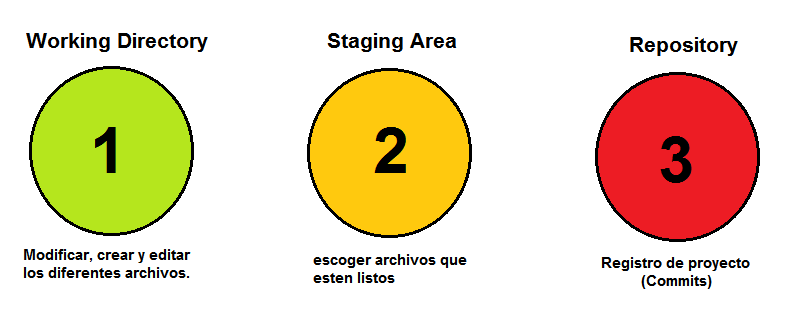 Working Directory
Staging Area
Repository
1
2
3
Modificar, crear y editar
los diferentes archivos.
escoger archivos que
esten listos
Registro de proyecto
(Commits)